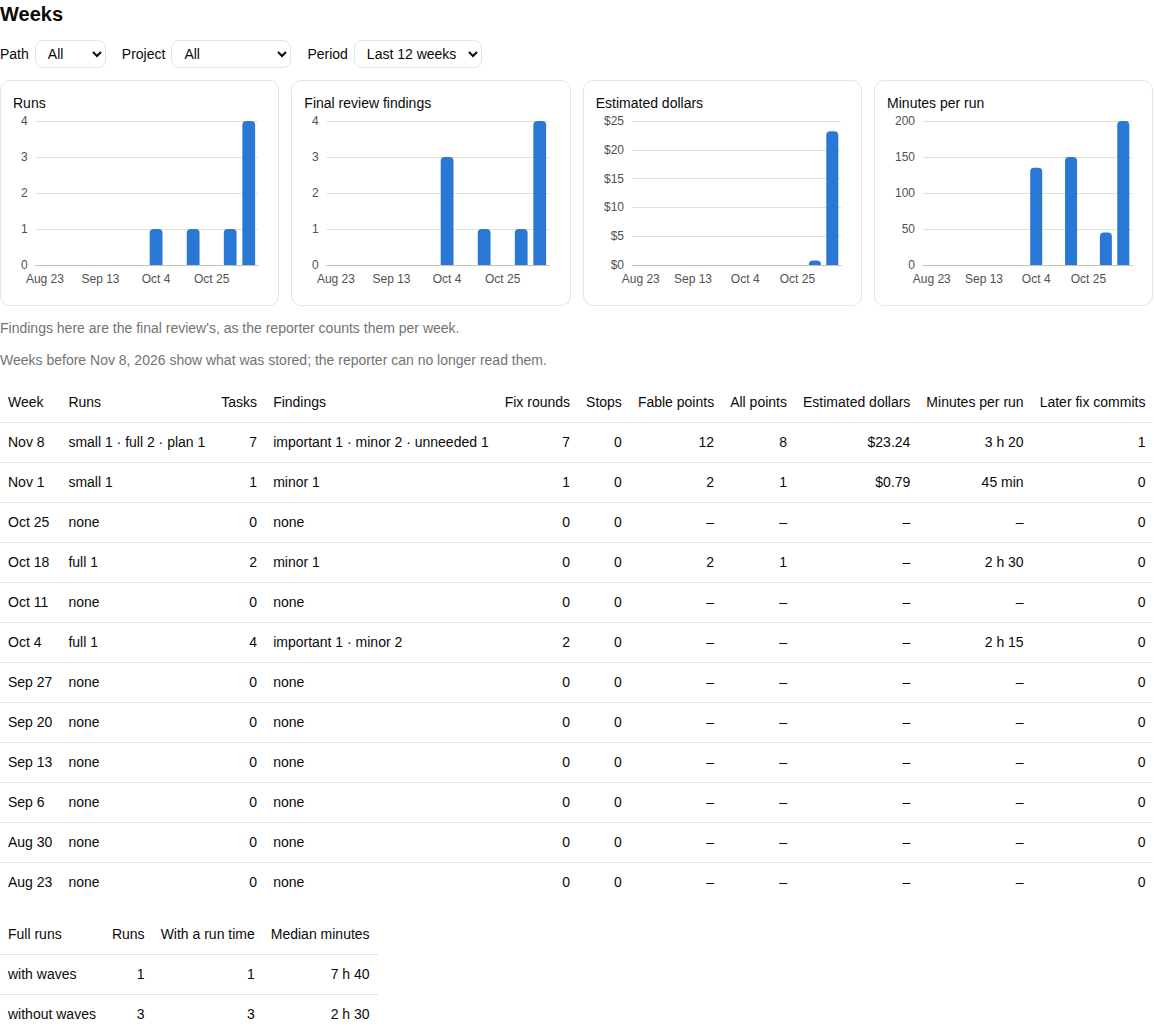 Weeks
Path All Project All Period Last 12 weeks
Runs
4
3
2
1
0
Aug 23 Sep 13 Oct 4 Oct 25
Final review findings
4
3
2
1
0
Aug 23 Sep 13 Oct 4 Oct 25
Estimated dollars
$25
$20
$15
$10
$5
$0
Aug 23 Sep 13 Oct 4 Oct 25
Minutes per run
200
150
100
50
0
Aug 23 Sep 13 Oct 4 Oct 25
Findings here are the final review's, as the reporter counts them per week.
Weeks before Nov 8, 2026 show what was stored; the reporter can no longer read them.
Week Runs Tasks Findings Fix rounds Stops Fable points All points Estimated dollars Minutes per run Later fix commits
Nov 8 small 1 · full 2 · plan 1 7 important 1 · minor 2 · unneeded 1 7 0 12 8 $23.24 3 h 20 1
Nov 1 small 1 1 minor 1 1 0 2 1 $0.79 45 min 0
Oct 25 none 0 none 0 0 – – – – 0
Oct 18 full 1 2 minor 1 0 0 2 1 – 2 h 30 0
Oct 11 none 0 none 0 0 – – – – 0
Oct 4 full 1 4 important 1 · minor 2 2 0 – – – 2 h 15 0
Sep 27 none 0 none 0 0 – – – – 0
Sep 20 none 0 none 0 0 – – – – 0
Sep 13 none 0 none 0 0 – – – – 0
Sep 6 none 0 none 0 0 – – – – 0
Aug 30 none 0 none 0 0 – – – – 0
Aug 23 none 0 none 0 0 – – – – 0
Full runs Runs With a run time Median minutes
with waves 1 1 7 h 40
without waves 3 3 2 h 30